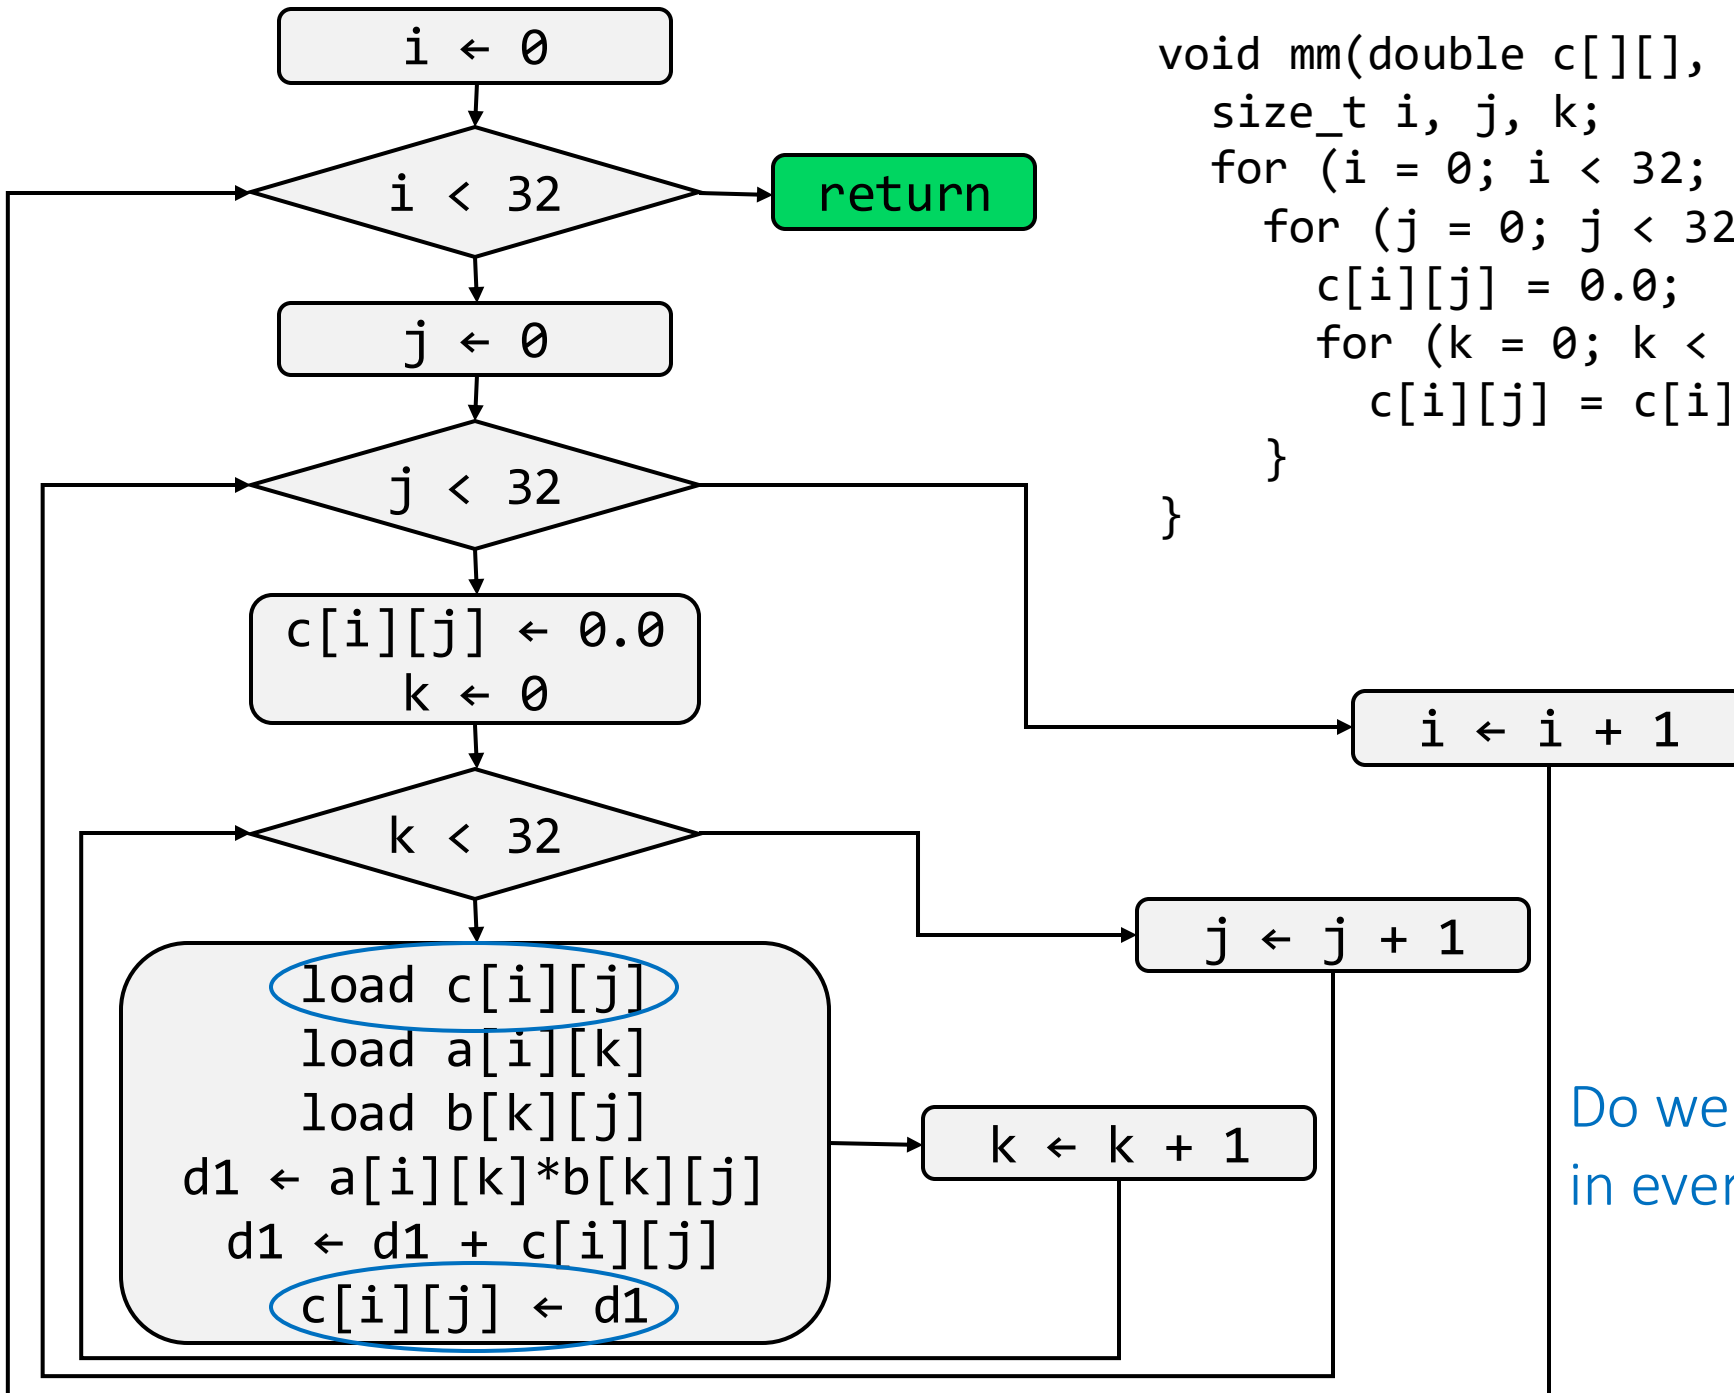 i ← 0
i < 32
return
j ← 0
j < 32
c[i][j] ← 0.0
k ← 0
k < 32
load c[i][j]
load a[i][k]
load b[k][j]
d1 ← a[i][k]*b[k][j]
d1 ← d1 + c[i][j]
c[i][j] ← d1
k ← k + 1
j ← j + 1
i ← i + 1
void mm(double c[][],
size_t i, j, k;
for (i = 0; i < 32;
for (j = 0; j < 32
c[i][j] = 0.0;
for (k = 0; k <
c[i][j] = c[i]
}
}
Do we
in ever